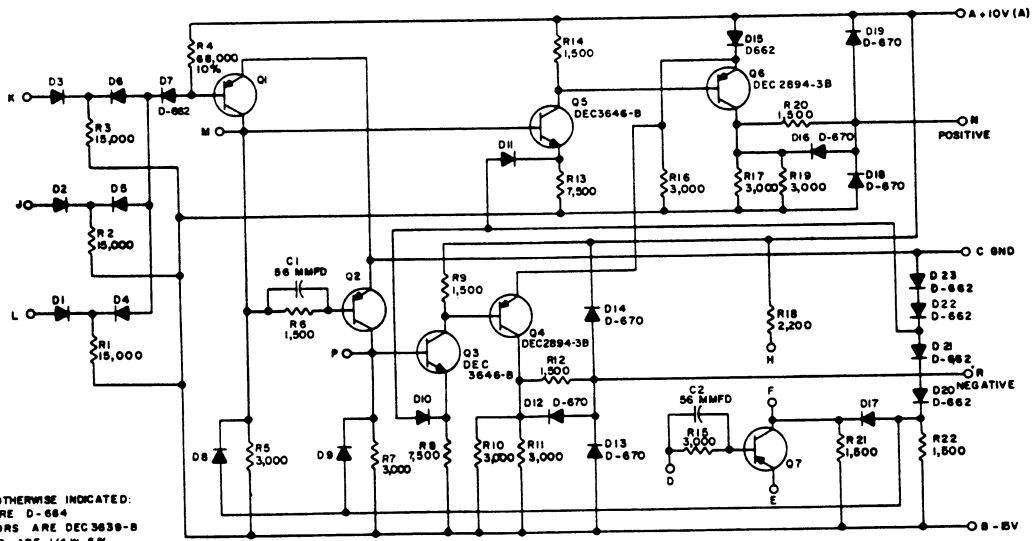 A +10V (A)
R4
68,000
10%
R14
1,500
D15
D662
D19
D-670
D3
D6
D7
D-662
Q1
K
Q6
DEC 2894-3B
Q5
DEC3646-B
R20
1,500
N
POSITIVE
R3
15,000
M
D11
D16
D-670
D2
D5
J
R13
7,500
R16
3,000
R17
3,000
R19
3,000
D18
D-670
R2
15,000
C GND
C1
56 MMFD
Q2
R9
1,500
D23
D-662
D1
D4
L
D14
D-670
D22
D-662
R6
1,500
Q4
DEC2894-3B
R18
2,200
R1
15,000
P
Q3
DEC
3646-B
H
D21
D-662
R12
1,500
R
NEGATIVE
C2
56 MMFD
F
D20
D-662
D10
D12
D-670
D17
R15
3,000
D8
R5
3,000
D9
R7
3,000
R8
7,500
R10
3,000
R11
3,000
D13
D-670
Q7
R21
1,500
R22
1,500
D
E
OTHERWISE INDICATED:
RE D-664
ORS ARE DEC3639-B
B -15V
ARE 1/4W